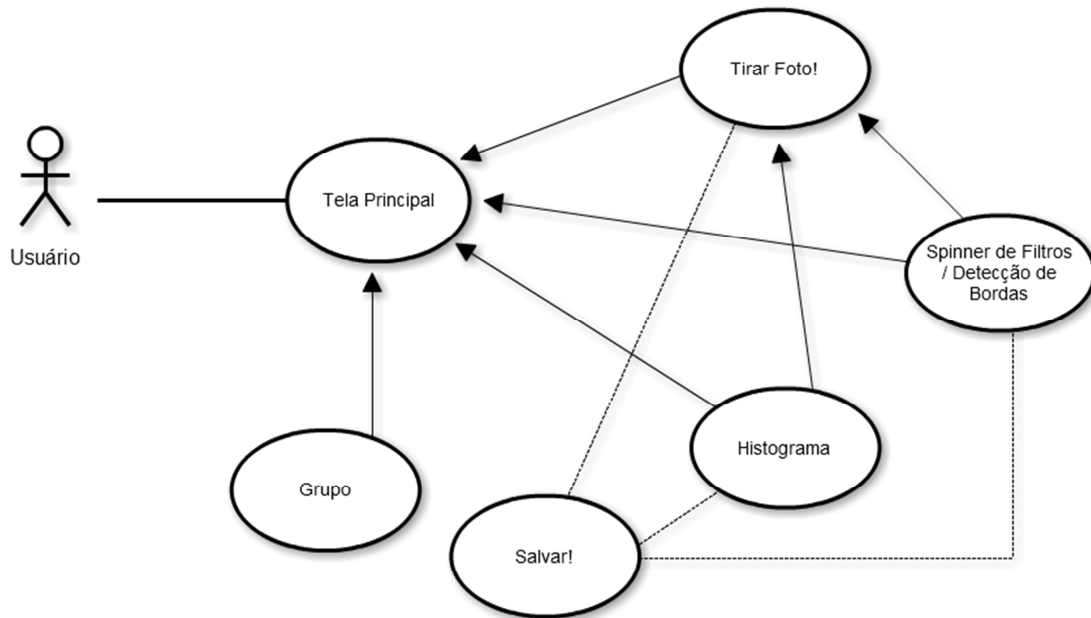 Tirar Foto!
Tela Principal
Usuário
Spinner de Filtros
/ Detecção de
Bordas
Histograma
Grupo
Salvar!